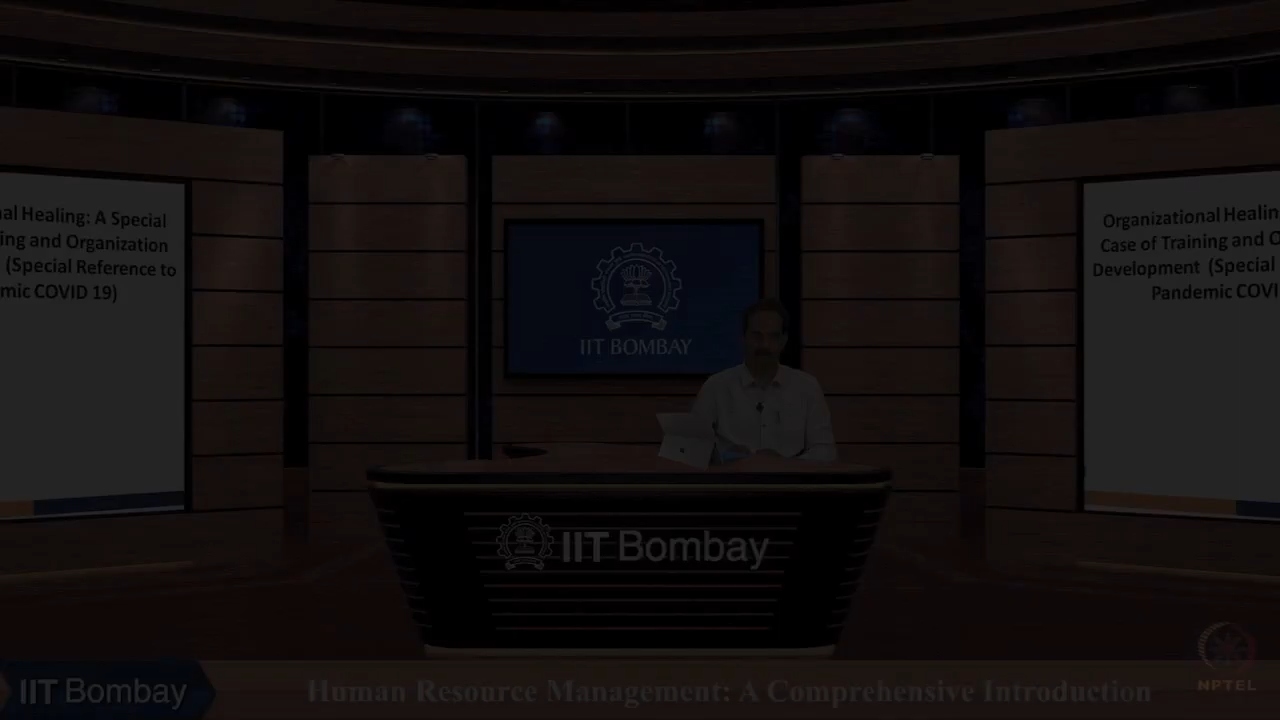 nal Healing: A Special
ing and Organization
(Special Reference to
mic COVID 19)
IIT BOMBAY
Organizational Healin
Case of Training and O
Development (Special
Pandemic COVI
IIT Bombay
IIT Bombay
Human Resource Management: A Comprehensive Introduction
NPTEL